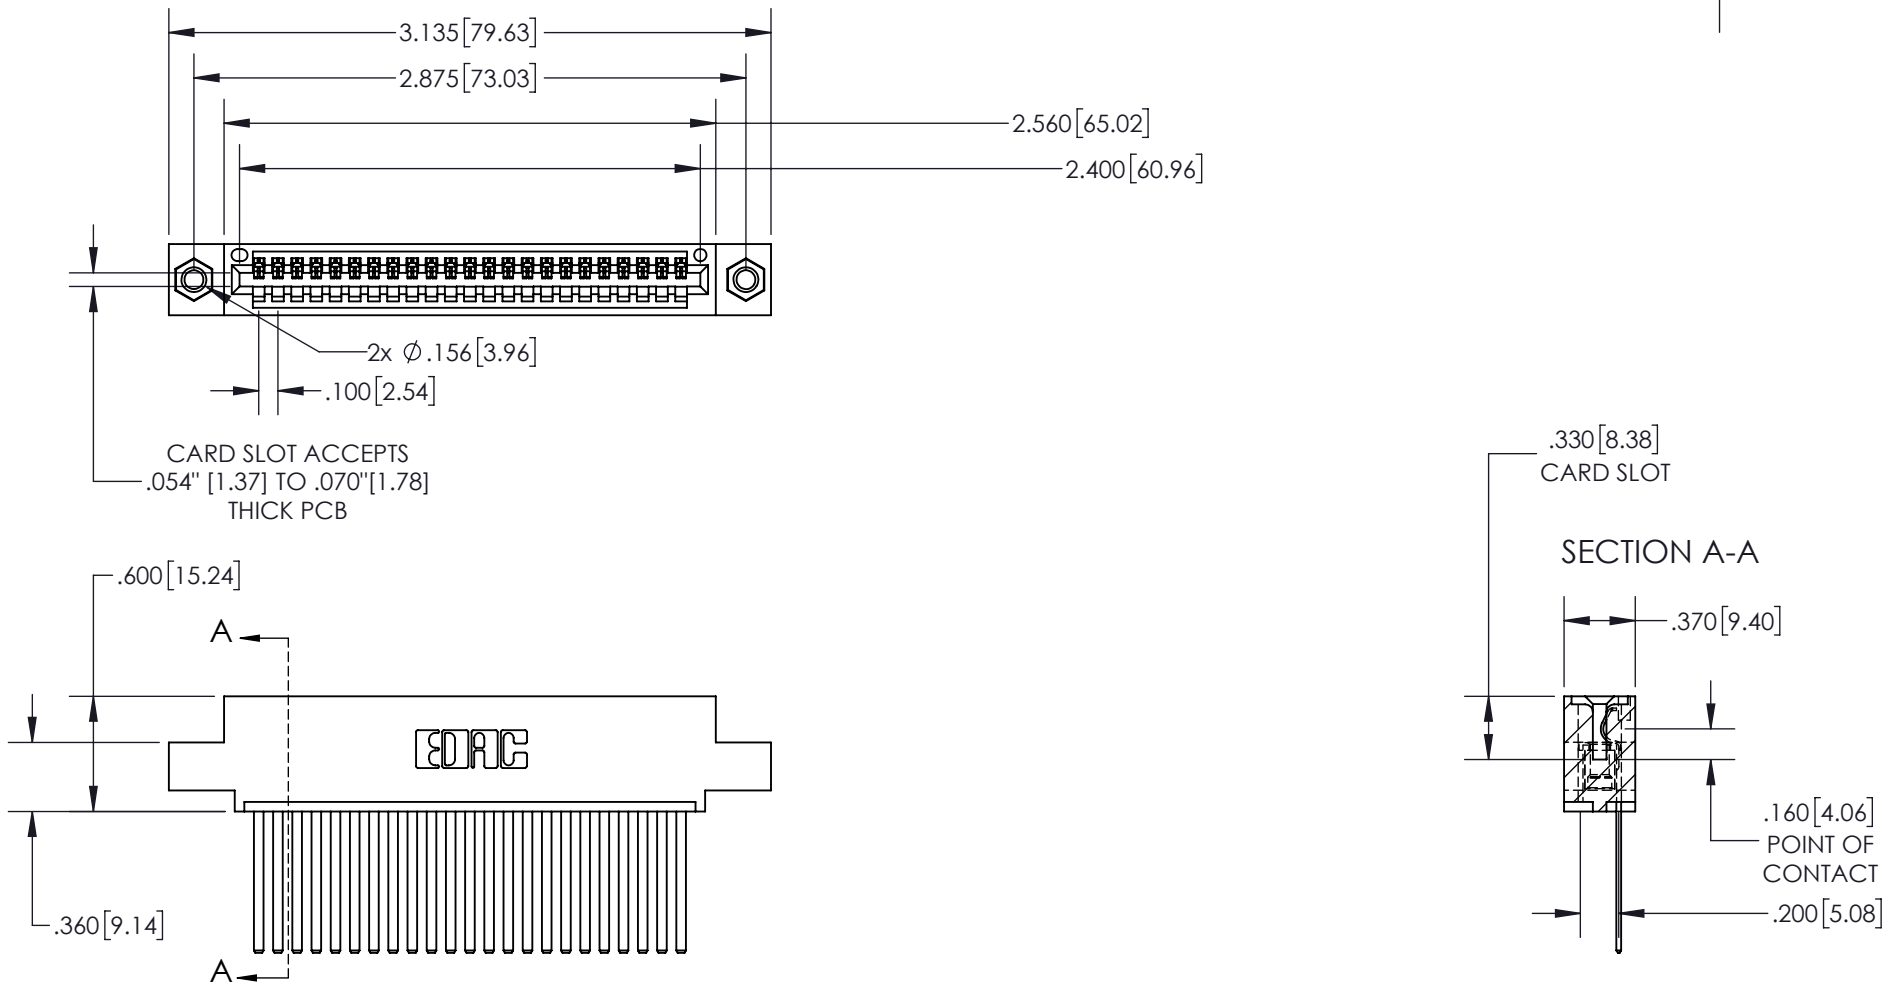 3.135[79.63]
2.875[73.03]
2.560[65.02]
2.400[60.96]
2x ∅.156[3.96]
.100[2.54]
CARD SLOT ACCEPTS
.054" [1.37] TO .070"[1.78]
THICK PCB
.330[8.38]
CARD SLOT
SECTION A-A
.600[15.24]
.370[9.40]
A
EDAC
.160[4.06]
POINT OF
CONTACT
.360[9.14]
.200[5.08]
A